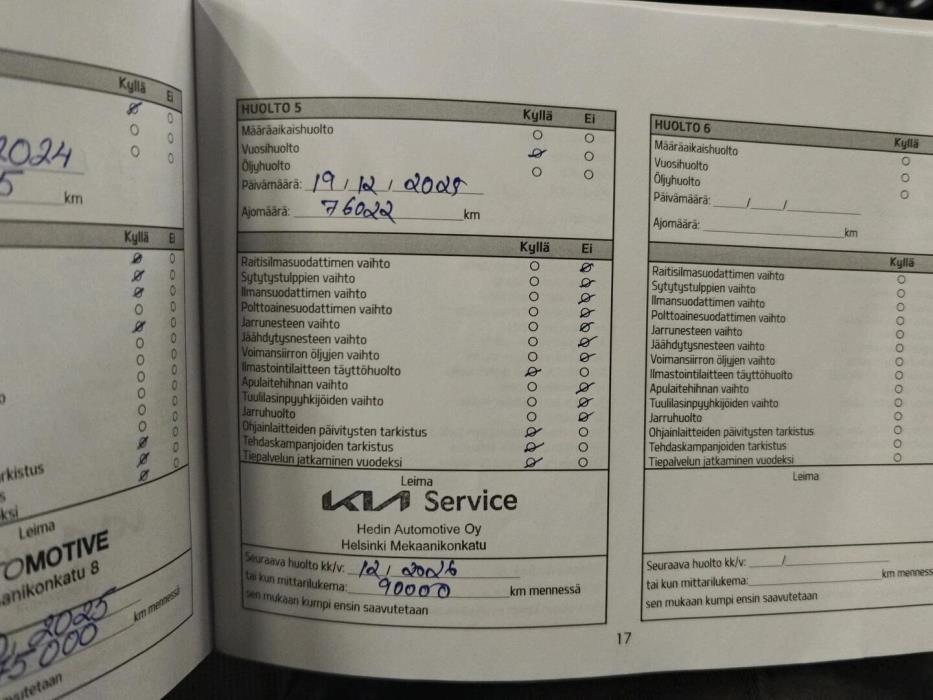 Kyllä Ei
2024
5 km
Kyllä Ei
rkistus
ksi
Leima
OMOTIVE
anikonkatu 8
2025
75 000 km mennessä
avutetaan
HUOLTO 5 Kyllä Ei
Määräaikaishuolto
Vuosihuolto
Öljyhuolto
Päivämäärä: 19 / 12 / 2025
Ajomäärä: 76022 km
Kyllä Ei
Raitisilmasuodattimen vaihto
Sytytystulppien vaihto
Ilmansuodattimen vaihto
Polttoainesuodattimen vaihto
Jarrunesteen vaihto
Jäähdytysnesteen vaihto
Voimansiirron öljyjen vaihto
Ilmastointilaitteen täyttöhuolto
Apulaitehihnan vaihto
Tuulilasinpyyhkijöiden vaihto
Jarruhuolto
Ohjainlaitteiden päivitysten tarkistus
Tehdaskampanjoiden tarkistus
Tiepalvelun jatkaminen vuodeksi
Leima
KIA Service
Hedin Automotive Oy
Helsinki Mekaanikonkatu
Seuraava huolto kk/v: 12 / 2026
tai kun mittarilukema: 90000 km mennessä
sen mukaan kumpi ensin saavutetaan
17
HUOLTO 6 Kyllä
Määräaikaishuolto
Vuosihuolto
Öljyhuolto
Päivämäärä: / /
Ajomäärä: km
Kyllä
Raitisilmasuodattimen vaihto
Sytytystulppien vaihto
Ilmansuodattimen vaihto
Polttoainesuodattimen vaihto
Jarrunesteen vaihto
Jäähdytysnesteen vaihto
Voimansiirron öljyjen vaihto
Ilmastointilaitteen täyttöhuolto
Apulaitehihnan vaihto
Tuulilasinpyyhkijöiden vaihto
Jarruhuolto
Ohjainlaitteiden päivitysten tarkistus
Tehdaskampanjoiden tarkistus
Tiepalvelun jatkaminen vuodeksi
Leima
Seuraava huolto kk/v: /
tai kun mittarilukema: km menness
sen mukaan kumpi ensin saavutetaan